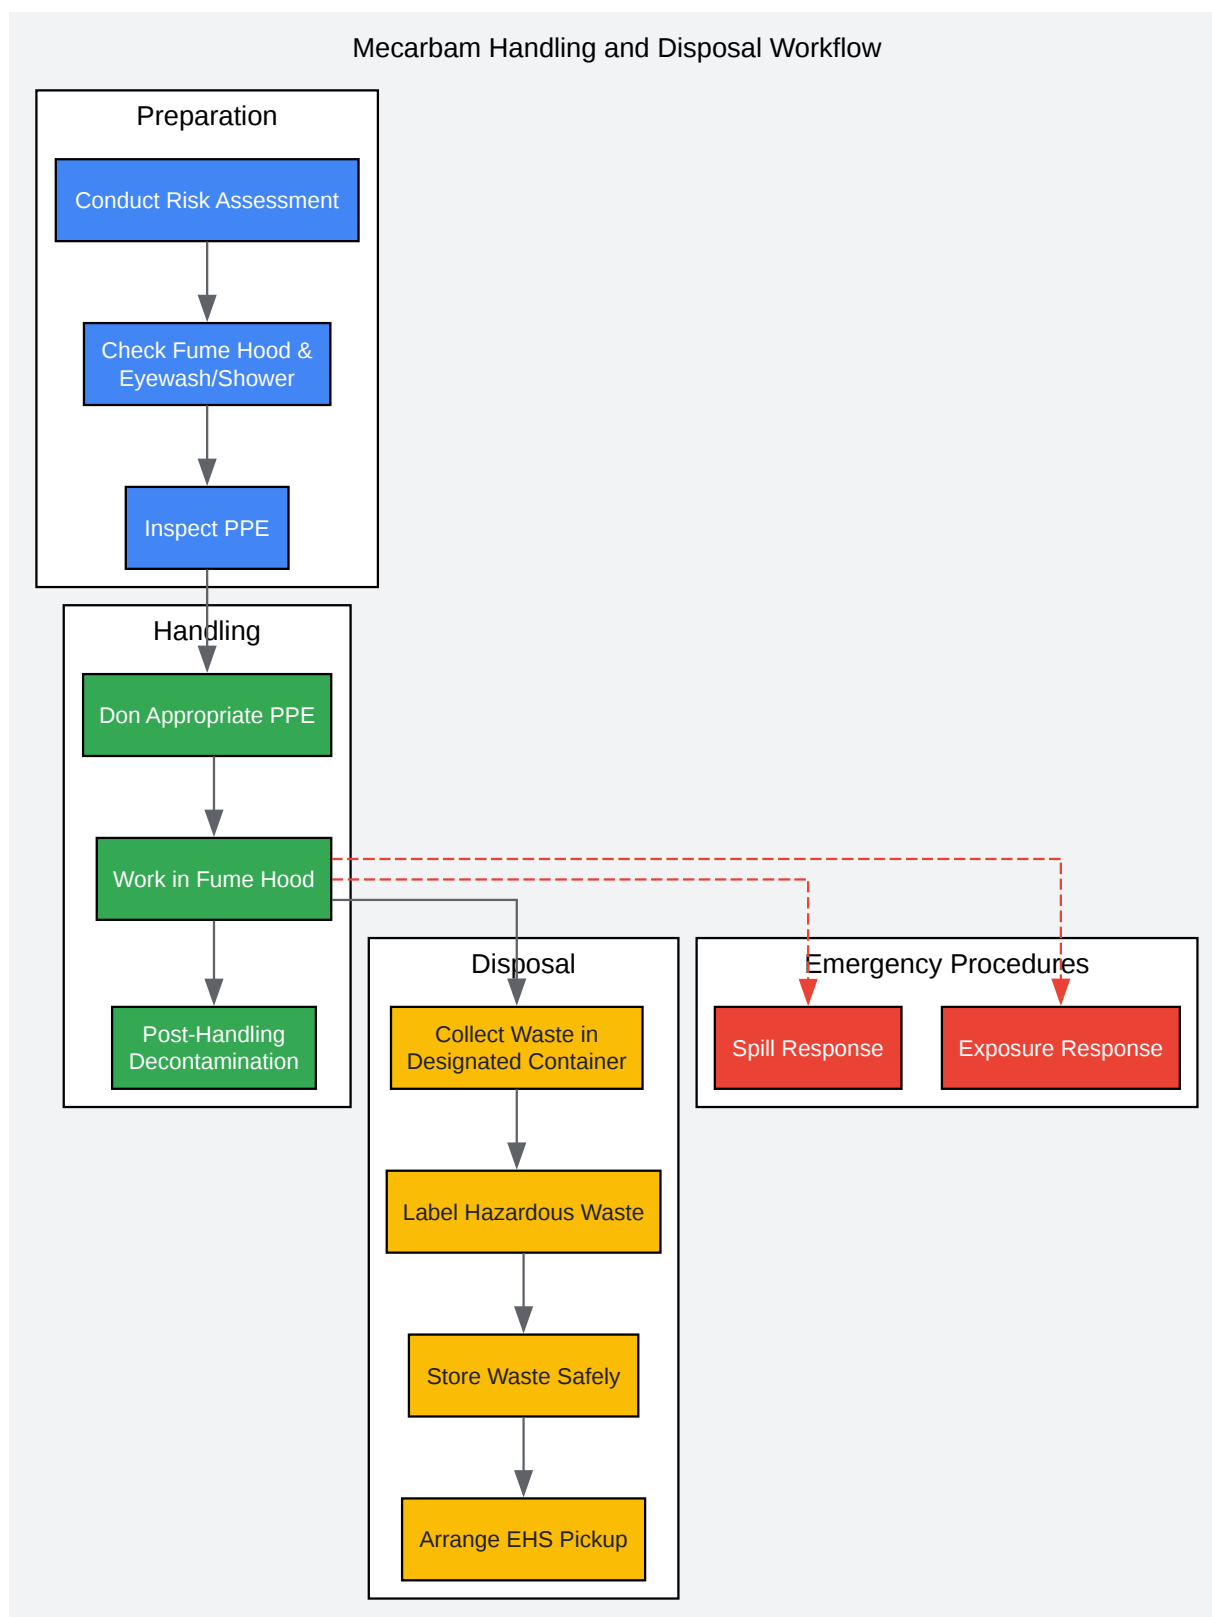 Mecarbam Handling and Disposal Workflow
Preparation
Conduct Risk Assessment
Check Fume Hood &
Eyewash/Shower
Inspect PPE
Handling
Don Appropriate PPE
Work in Fume Hood
Post-Handling
Decontamination
Disposal
Collect Waste in
Designated Container
Label Hazardous Waste
Store Waste Safely
Arrange EHS Pickup
Emergency Procedures
Spill Response
Exposure Response